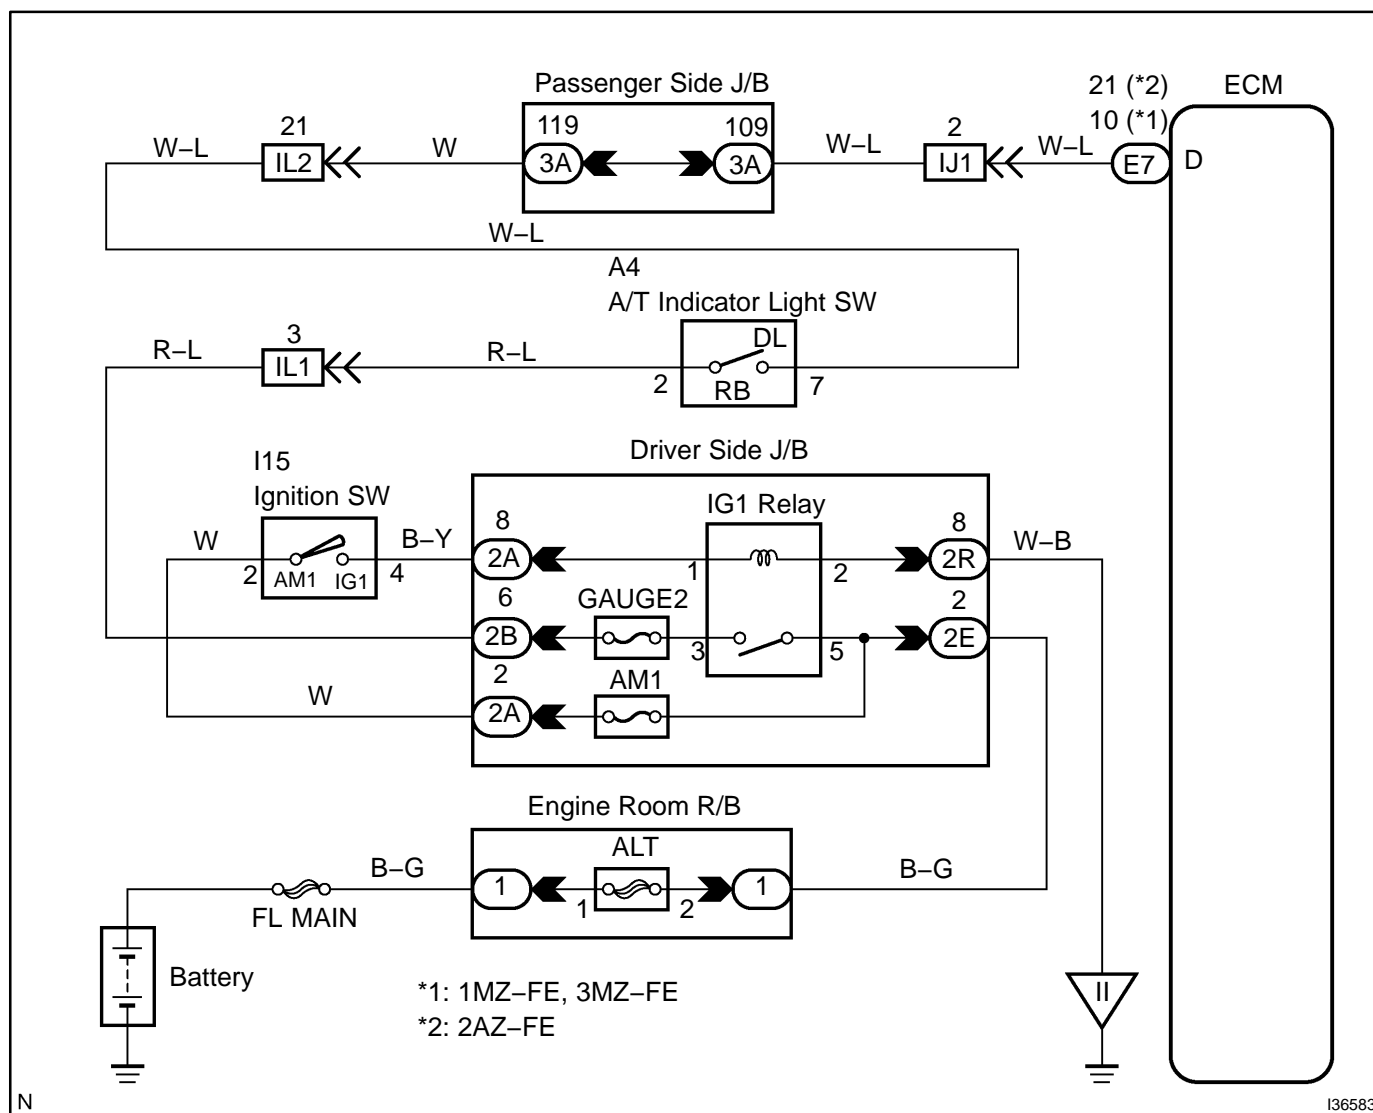 Passenger Side J/B
21 (*2)
ECM
21
119
109
2
10 (*1)
W–L
IL2
W
3A
3A
W–L
IJ1
W–L
E7
D
W–L
A4
A/T Indicator Light SW
3
DL
R–L
IL1
R–L
2
RB
7
Driver Side J/B
I15
Ignition SW
IG1 Relay
8
8
W
B–Y
2A
2R
W–B
2
AM1
IG1
4
1
2
6
GAUGE2
2
2B
3
5
2E
2
AM1
W
2A
Engine Room R/B
ALT
B–G
1
1
B–G
1
2
FL MAIN
Battery
*1: 1MZ–FE, 3MZ–FE
II
*2: 2AZ–FE
N
I36583